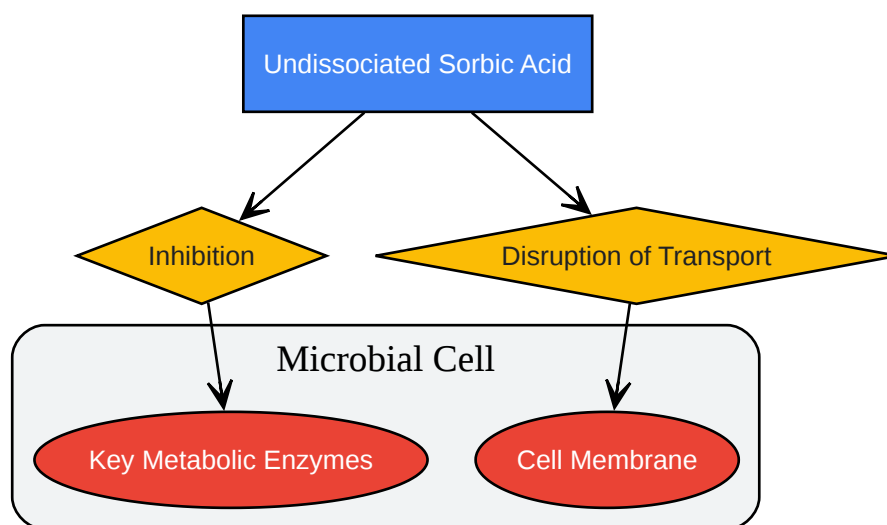 Undissociated Sorbic Acid
Inhibition
Disruption of Transport
Microbial Cell
Key Metabolic Enzymes
Cell Membrane